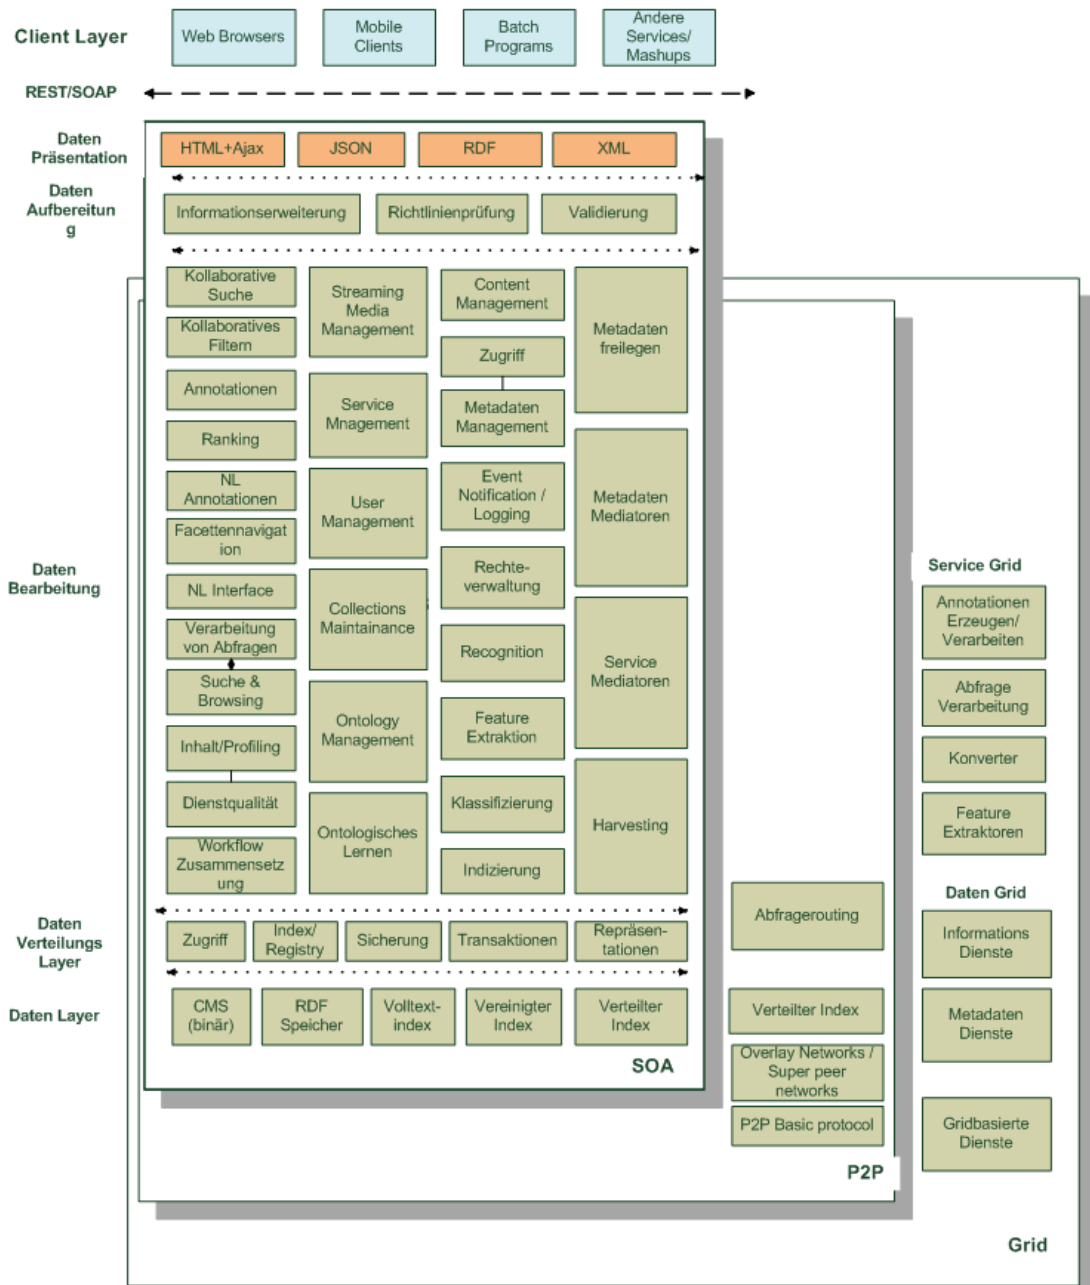 Client Layer
Web Browsers
Mobile
Clients
Batch
Programs
Andere
Services/
Mashups
REST/SOAP
Daten
Präsentation
HTML+Ajax
JSON
RDF
XML
Daten
Aufbereitun
g
Informationserweiterung
Richtlinienprüfung
Validierung
Daten
Bearbeitung
Kollaborative
Suche
Kollaboratives
Filtern
Annotationen
Ranking
NL
Annotationen
Facettennavigat
ion
NL Interface
Verarbeitung
von Abfragen
Suche &
Browsing
Inhalt/Profiling
Dienstqualität
Workflow
Zusammensetz
ung
Streaming
Media
Management
Service
Mnagement
User
Management
Collections
Maintainance
Ontology
Management
Ontologisches
Lernen
Content
Management
Zugriff
Metadaten
Management
Event
Notification /
Logging
Rechte-
verwaltung
Recognition
Feature
Extraktion
Klassifizierung
Indizierung
Metadaten
freilegen
Metadaten
Mediatoren
Service
Mediatoren
Harvesting
Daten
Verteilungs
Layer
Zugriff
Index/
Registry
Sicherung
Transaktionen
Repräsen-
tationen
Daten Layer
CMS
(binär)
RDF
Speicher
Volltext-
index
Vereinigter
Index
Verteilter
Index
SOA
Abfragerouting
Verteilter Index
Overlay Networks /
Super peer
networks
P2P Basic protocol
P2P
Service Grid
Annotationen
Erzeugen/
Verarbeiten
Abfrage
Verarbeitung
Konverter
Feature
Extraktoren
Daten Grid
Informations
Dienste
Metadaten
Dienste
Gridbasierte
Dienste
Grid